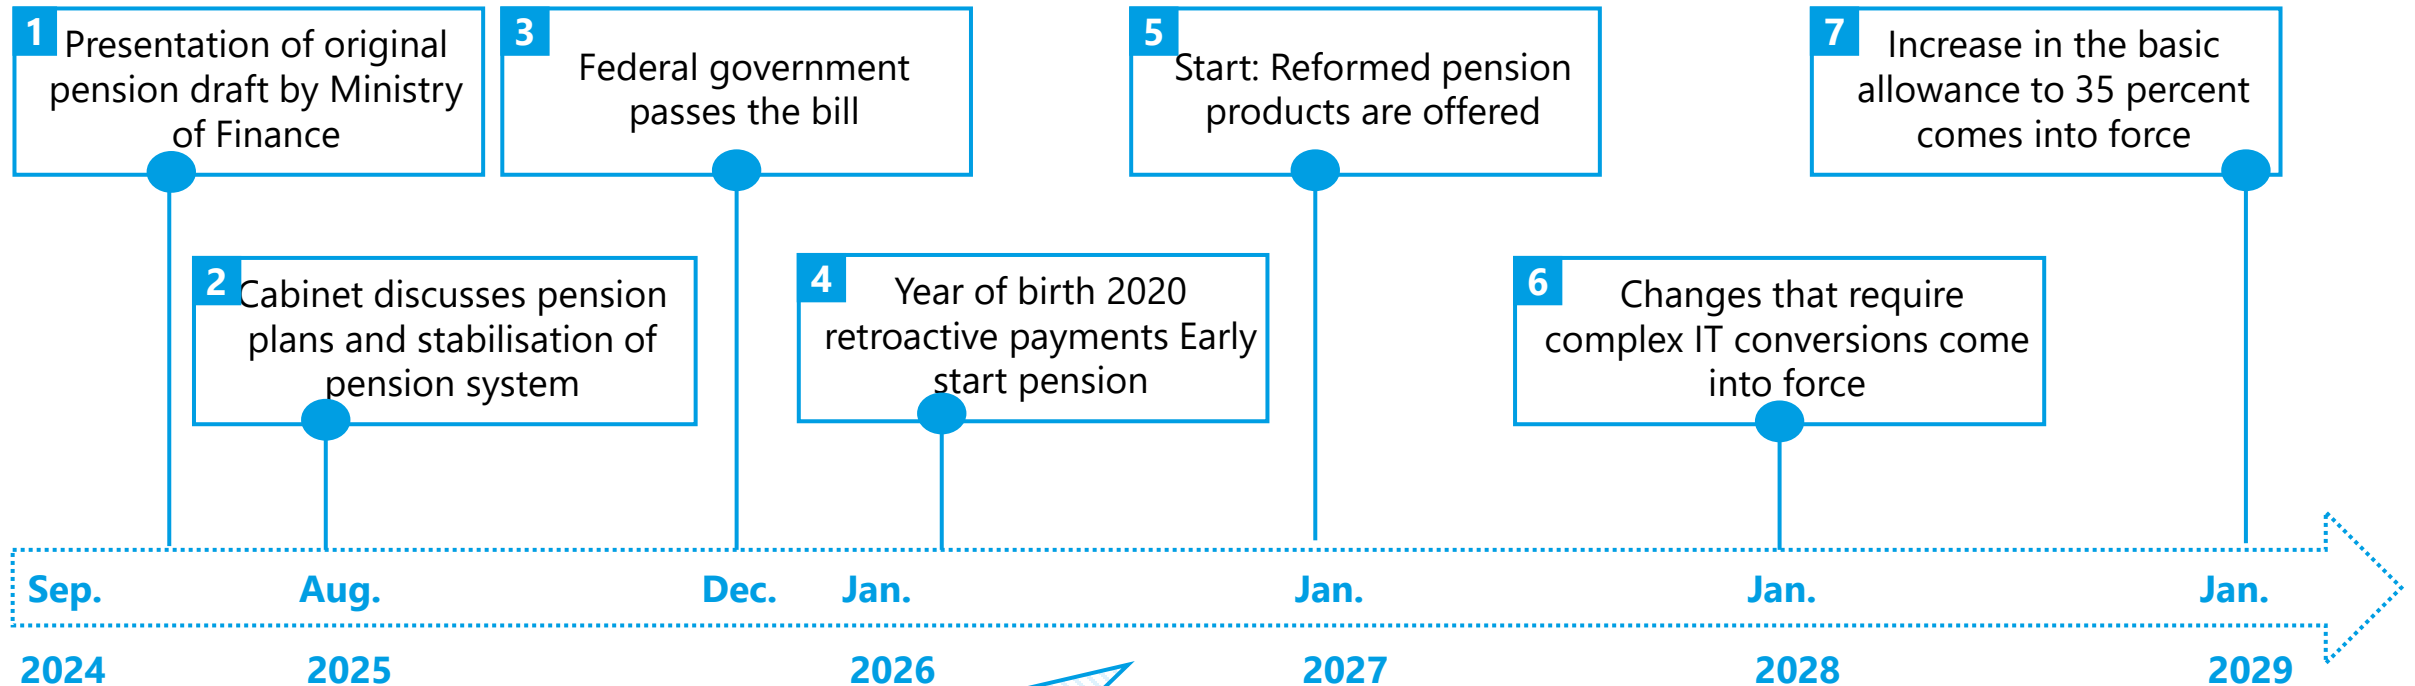 1
Presentation of original
pension draft by Ministry
of Finance
2
Cabinet discusses pension
plans and stabilisation of
pension system
3
Federal government
passes the bill
4
Year of birth 2020
retroactive payments Early
start pension
5
Start: Reformed pension
products are offered
6
Changes that require
complex IT conversions come
into force
7
Increase in the basic
allowance to 35 percent
comes into force
Sep. Aug. Dec. Jan. Jan. Jan. Jan.
2024 2025 2026 2027 2028 2029